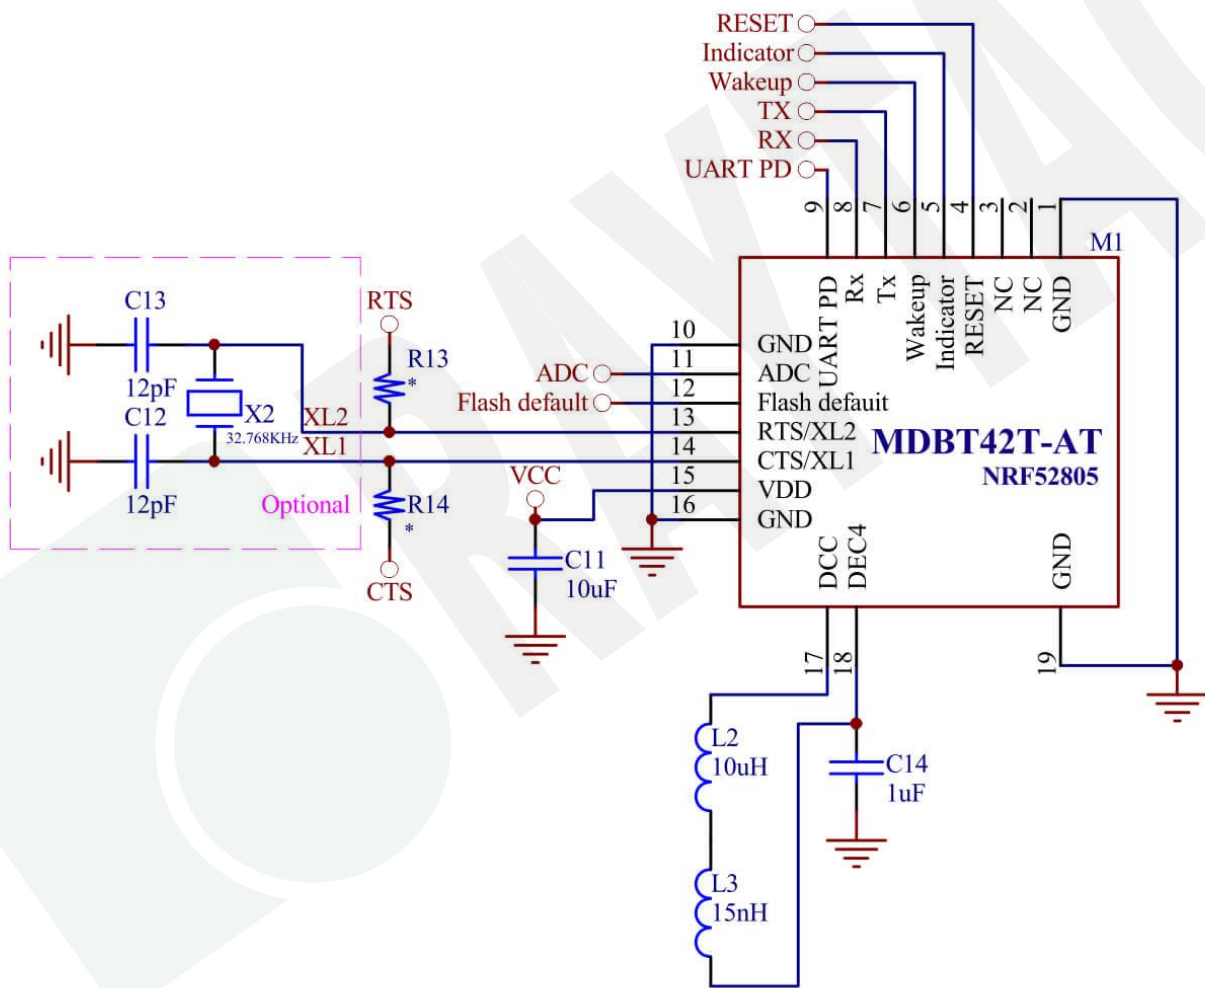 RESET
Indicator
Wakeup
TX
RX
UART PD
9 8 7 6 5 4 3 2 1
M1
UART PD Rx Tx Wakeup Indicator RESET NC NC GND
C13
12pF
C12
12pF
X2
32.768KHz
Optional
RTS
R13
*
XL2
XL1
R14
*
CTS
ADC
Flash default
VCC
C11
10uF
10 GND
11 ADC
12 Flash defauit
13 RTS/XL2
14 CTS/XL1
15 VDD
16 GND
MDBT42T-AT
NRF52805
DCC DEC4 GND
17 18 19
L2
10uH
C14
1uF
L3
15nH
RAYTAC